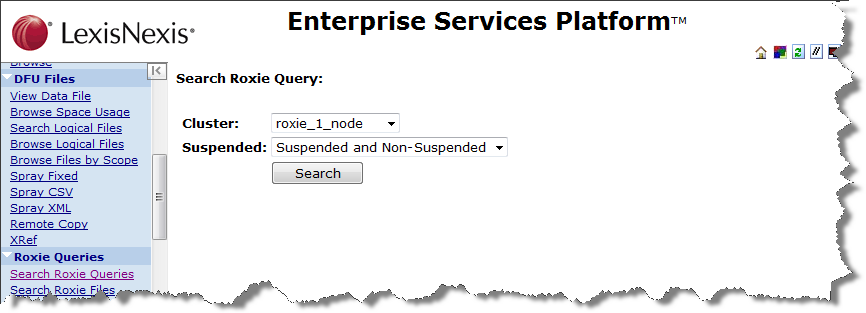 LexisNexis®
Enterprise Services Platform™
Browse
DFU Files
View Data File
Browse Space Usage
Search Logical Files
Browse Logical Files
Browse Files by Scope
Spray Fixed
Spray CSV
Spray XML
Remote Copy
XRef
Roxie Queries
Search Roxie Queries
Search Roxie Files
Search Roxie Query:
Cluster: roxie_1_node
Suspended: Suspended and Non-Suspended
Search